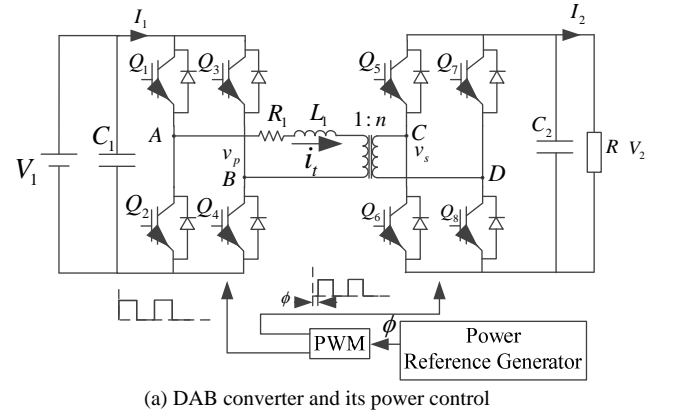 I₁
I₂
Q₁
Q₃
Q₅
Q₇
R₁
L₁
1:n
C₁
A
C
C₂
V₁
vₚ
iₜ
vₛ
R
V₂
B
D
Q₂
Q₄
Q₆
Q₈
ϕ
ϕ
PWM
Power
Reference Generator
(a) DAB converter and its power control